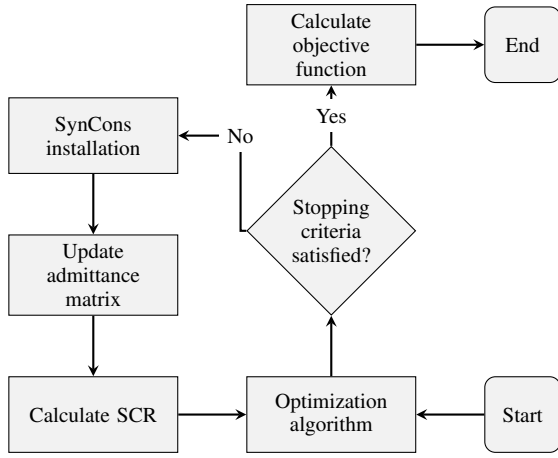 Calculate
objective
function
End
Yes
No
SynCons
installation
Stopping
criteria
satisfied?
Update
admittance
matrix
Calculate SCR
Optimization
algorithm
Start